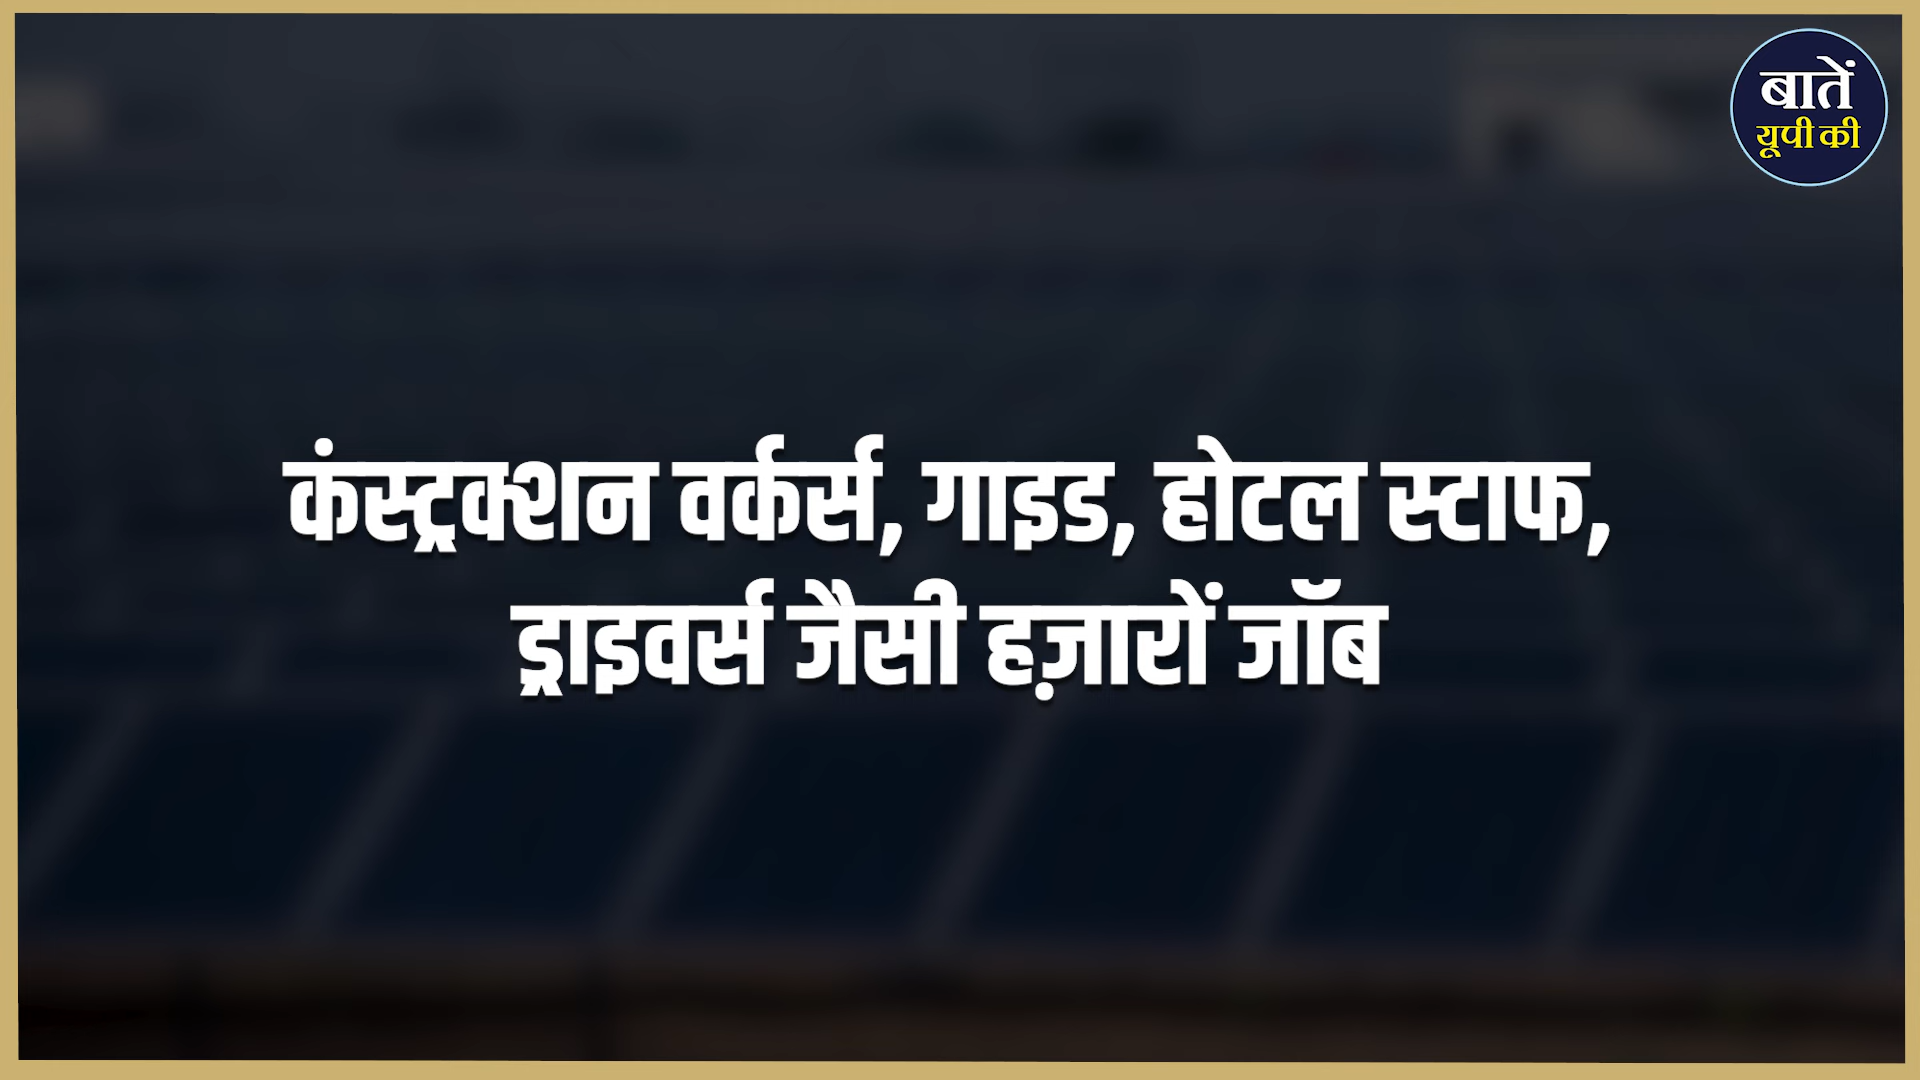 बातें
यूपी की
कंस्ट्रक्शन वर्कर्स, गाइड, होटल स्टाफ,
ड्राइवर्स जैसी हज़ारों जॉब